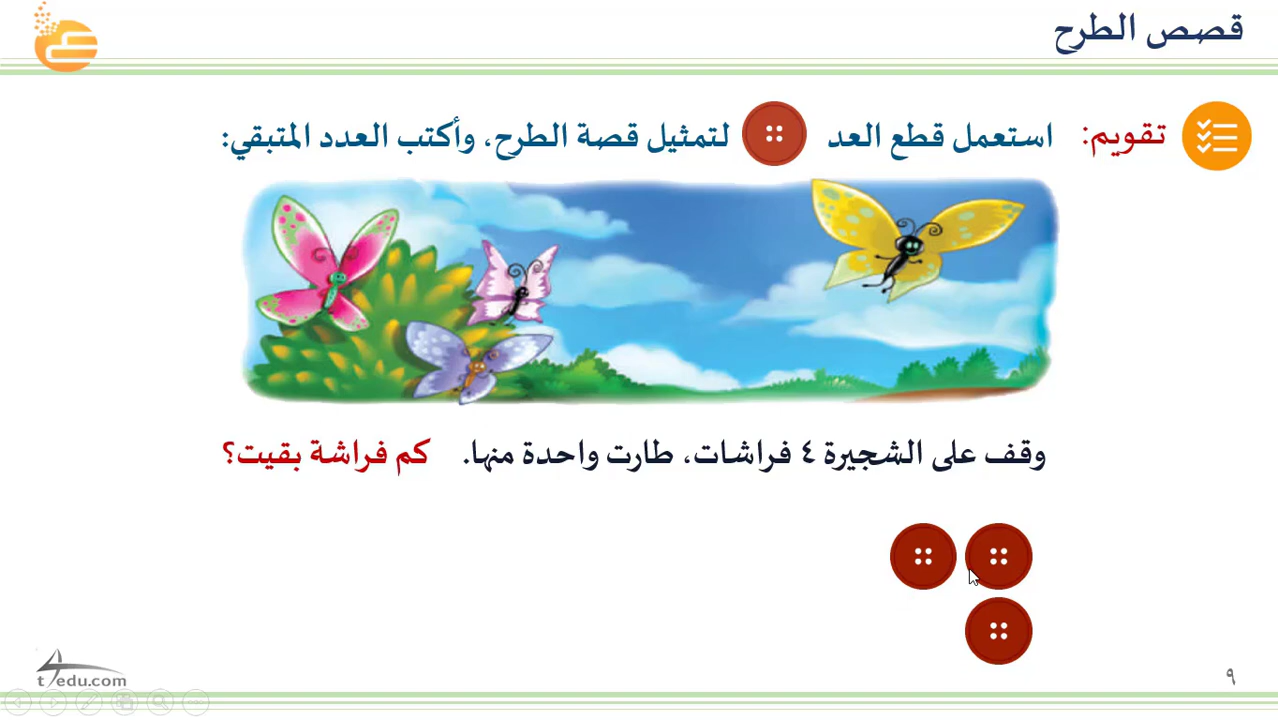 قصص الطرح
تقويم: استعمل قطع العد لتمثيل قصة الطرح، وأكتب العدد المتبقي:
وقف على الشجيرة ٤ فراشات، طارت واحدة منها. كم فراشة بقيت؟
t4edu.com
٩